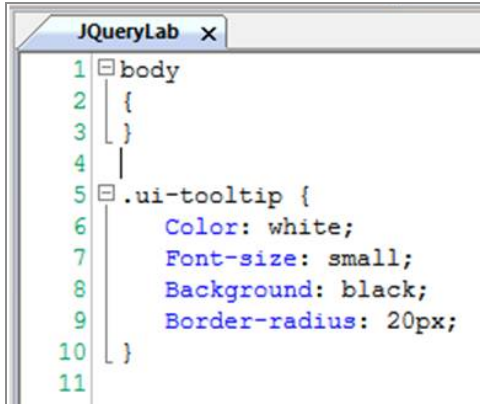 JQueryLab x
1 body
2 {
3 }
4
5 .ui-tooltip {
6 Color: white;
7 Font-size: small;
8 Background: black;
9 Border-radius: 20px;
10 }
11